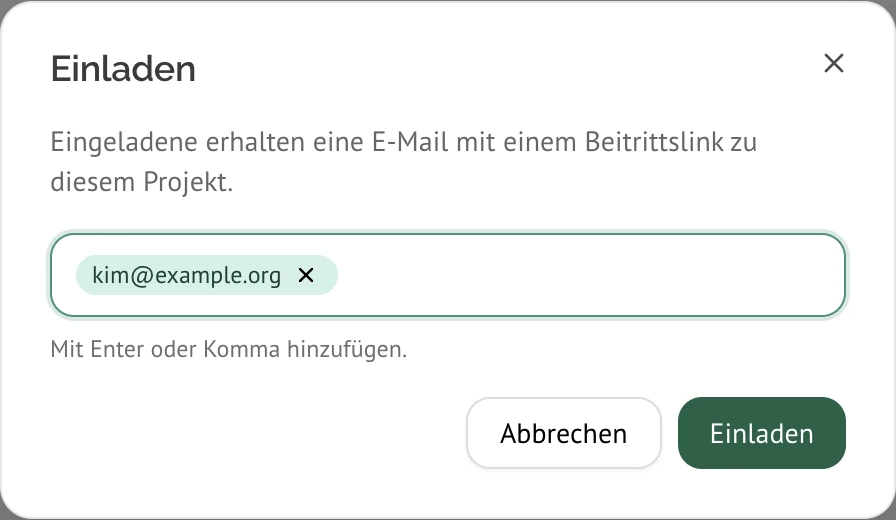 Einladen
Eingeladene erhalten eine E-Mail mit einem Beitrittslink zu
diesem Projekt.
kim@example.org
Mit Enter oder Komma hinzufügen.
Abbrechen
Einladen